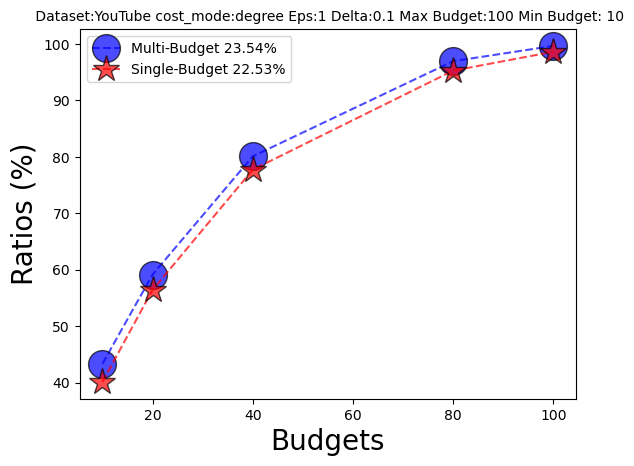 Dataset:YouTube cost_mode:degree Eps:1 Delta:0.1 Max Budget:100 Min Budget: 10
Multi-Budget 23.54%
Single-Budget 22.53%
Ratios (%)
100
90
80
70
60
50
40
20
40
60
80
100
Budgets